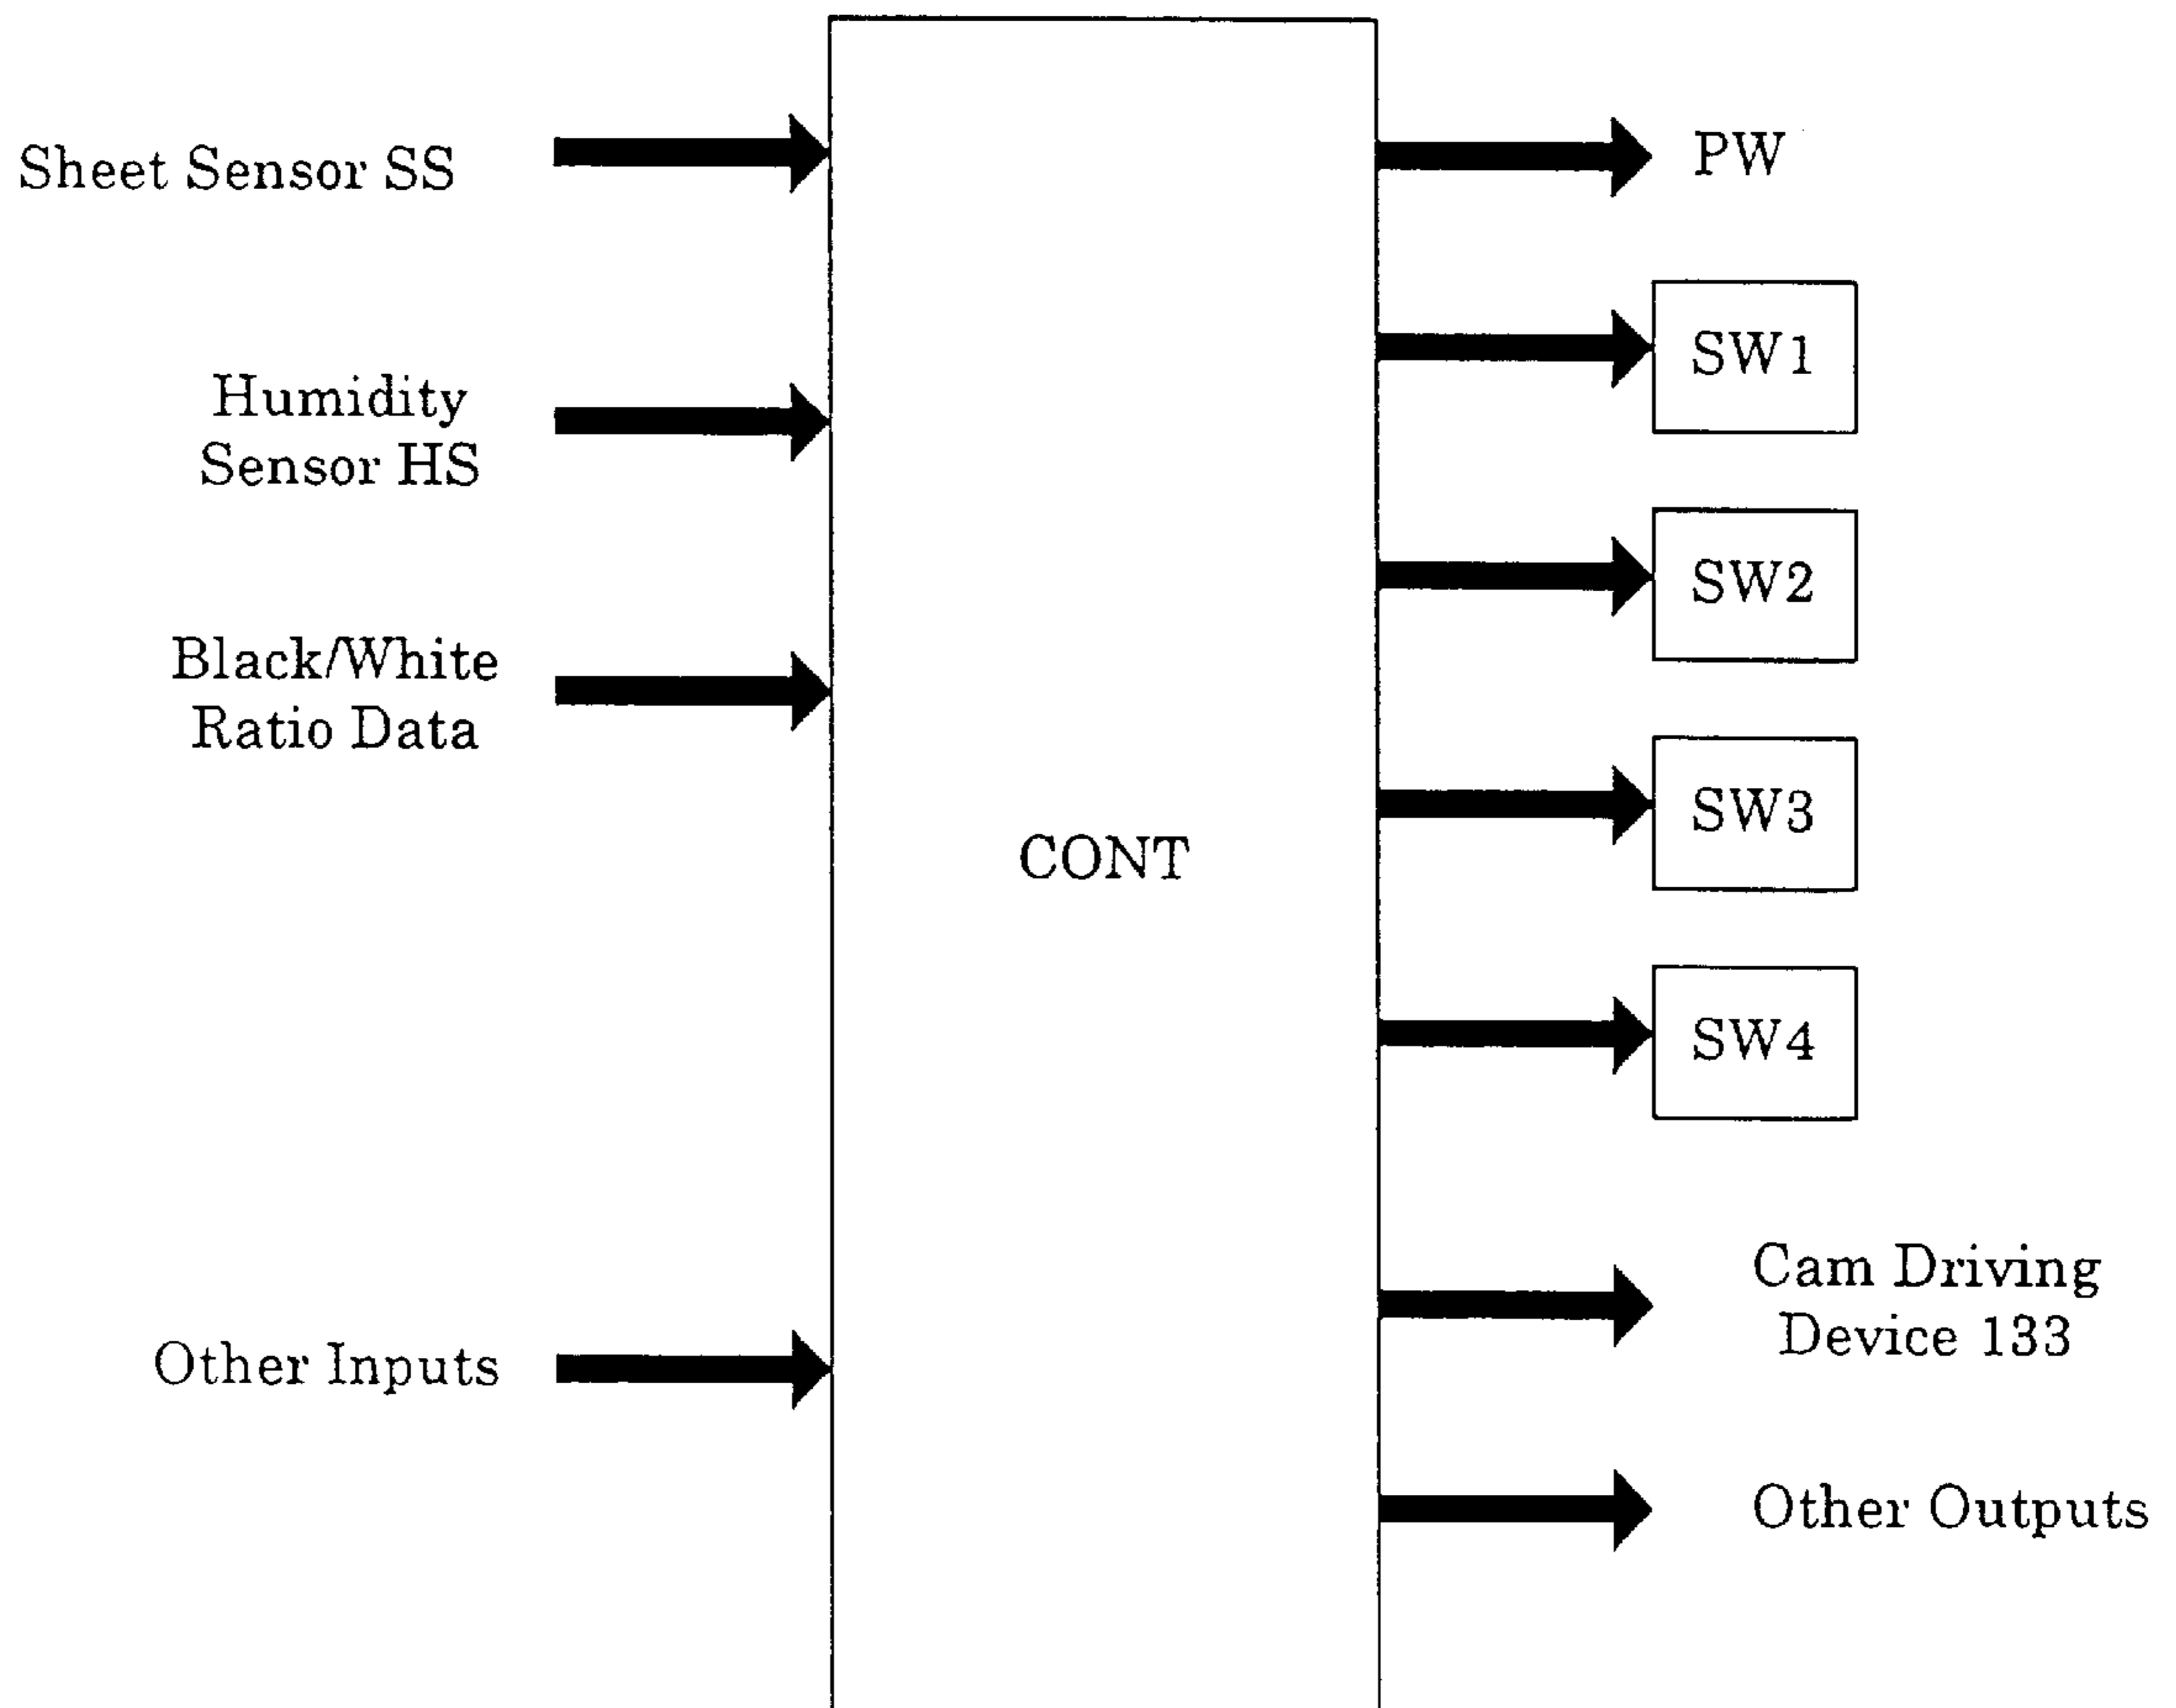 Sheet Sensor SS
Humidity
Sensor HS
Black/White
Ratio Data
Other Inputs
CONT
PW
SW1
SW2
SW3
SW4
Cam Driving
Device 133
Other Outputs